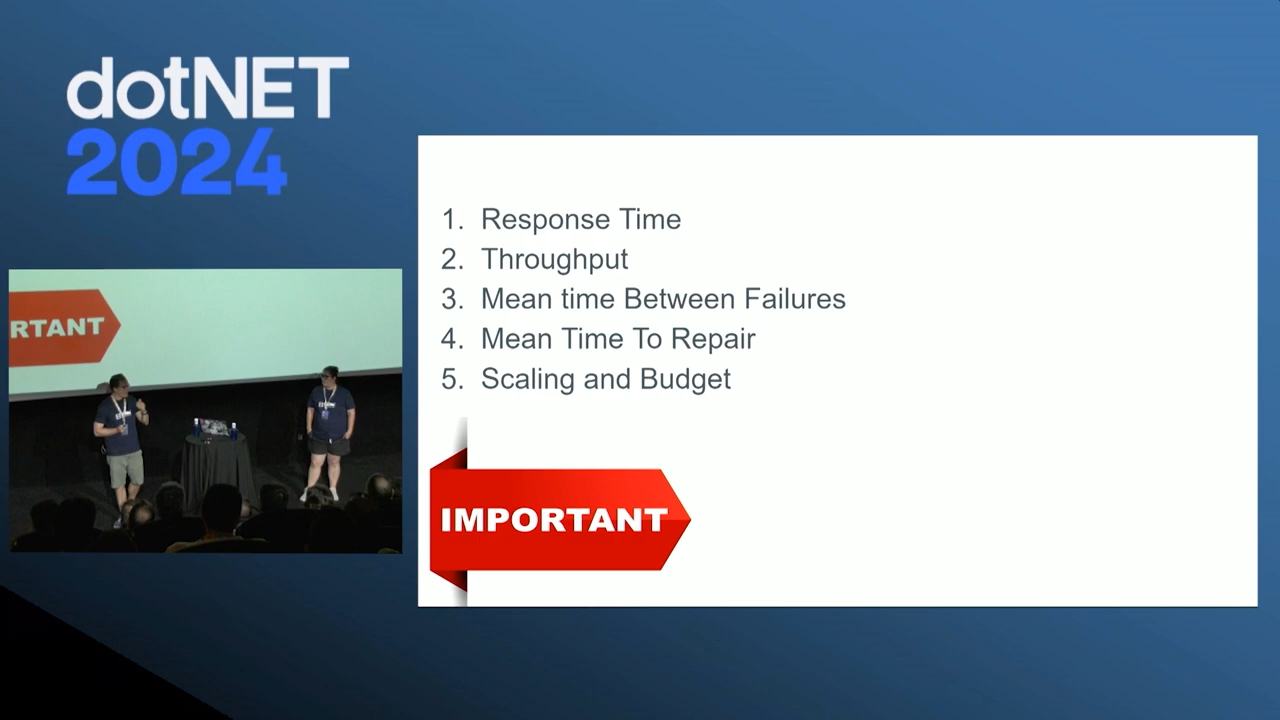 dotNET
2024
1. Response Time
2. Throughput
3. Mean time Between Failures
4. Mean Time To Repair
5. Scaling and Budget
IMPORTANT
RTANT